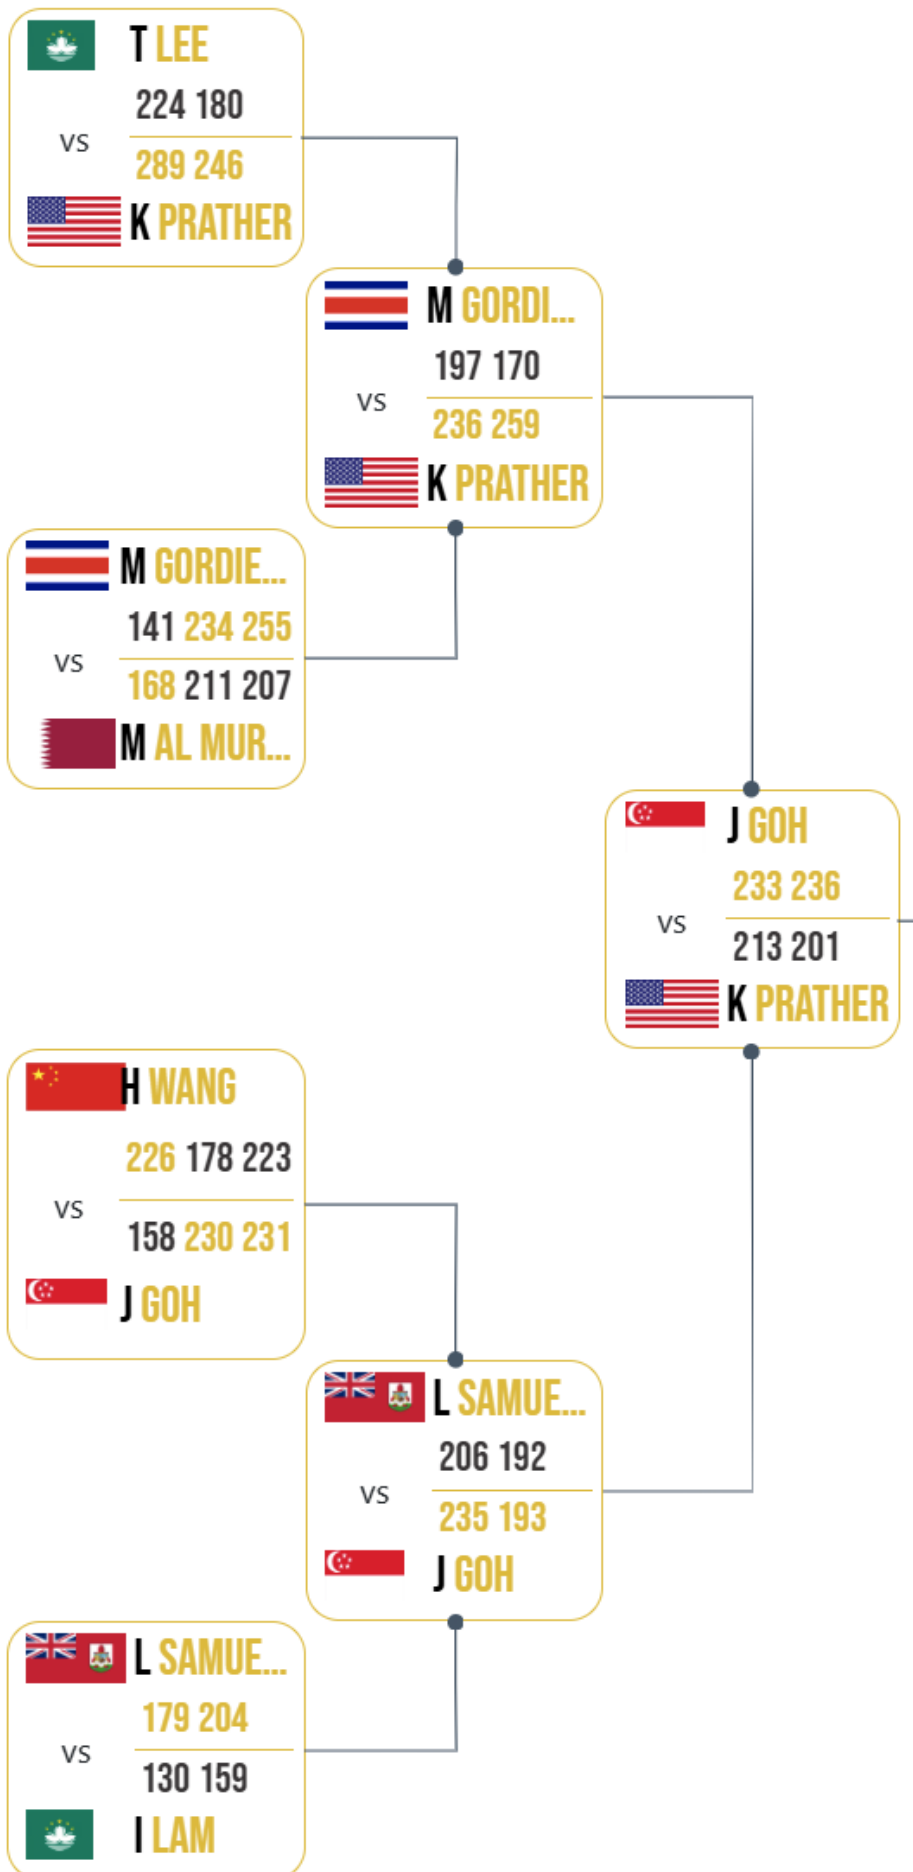 T LEE
224 180
VS
289 246
K PRATHER
M GORDI...
197 170
VS
236 259
K PRATHER
M GORDIE...
141 234 255
VS
168 211 207
M AL MUR...
J GOH
233 236
VS
213 201
K PRATHER
H WANG
226 178 223
VS
158 230 231
J GOH
L SAMUE...
206 192
VS
235 193
J GOH
L SAMUE...
179 204
VS
130 159
I LAM